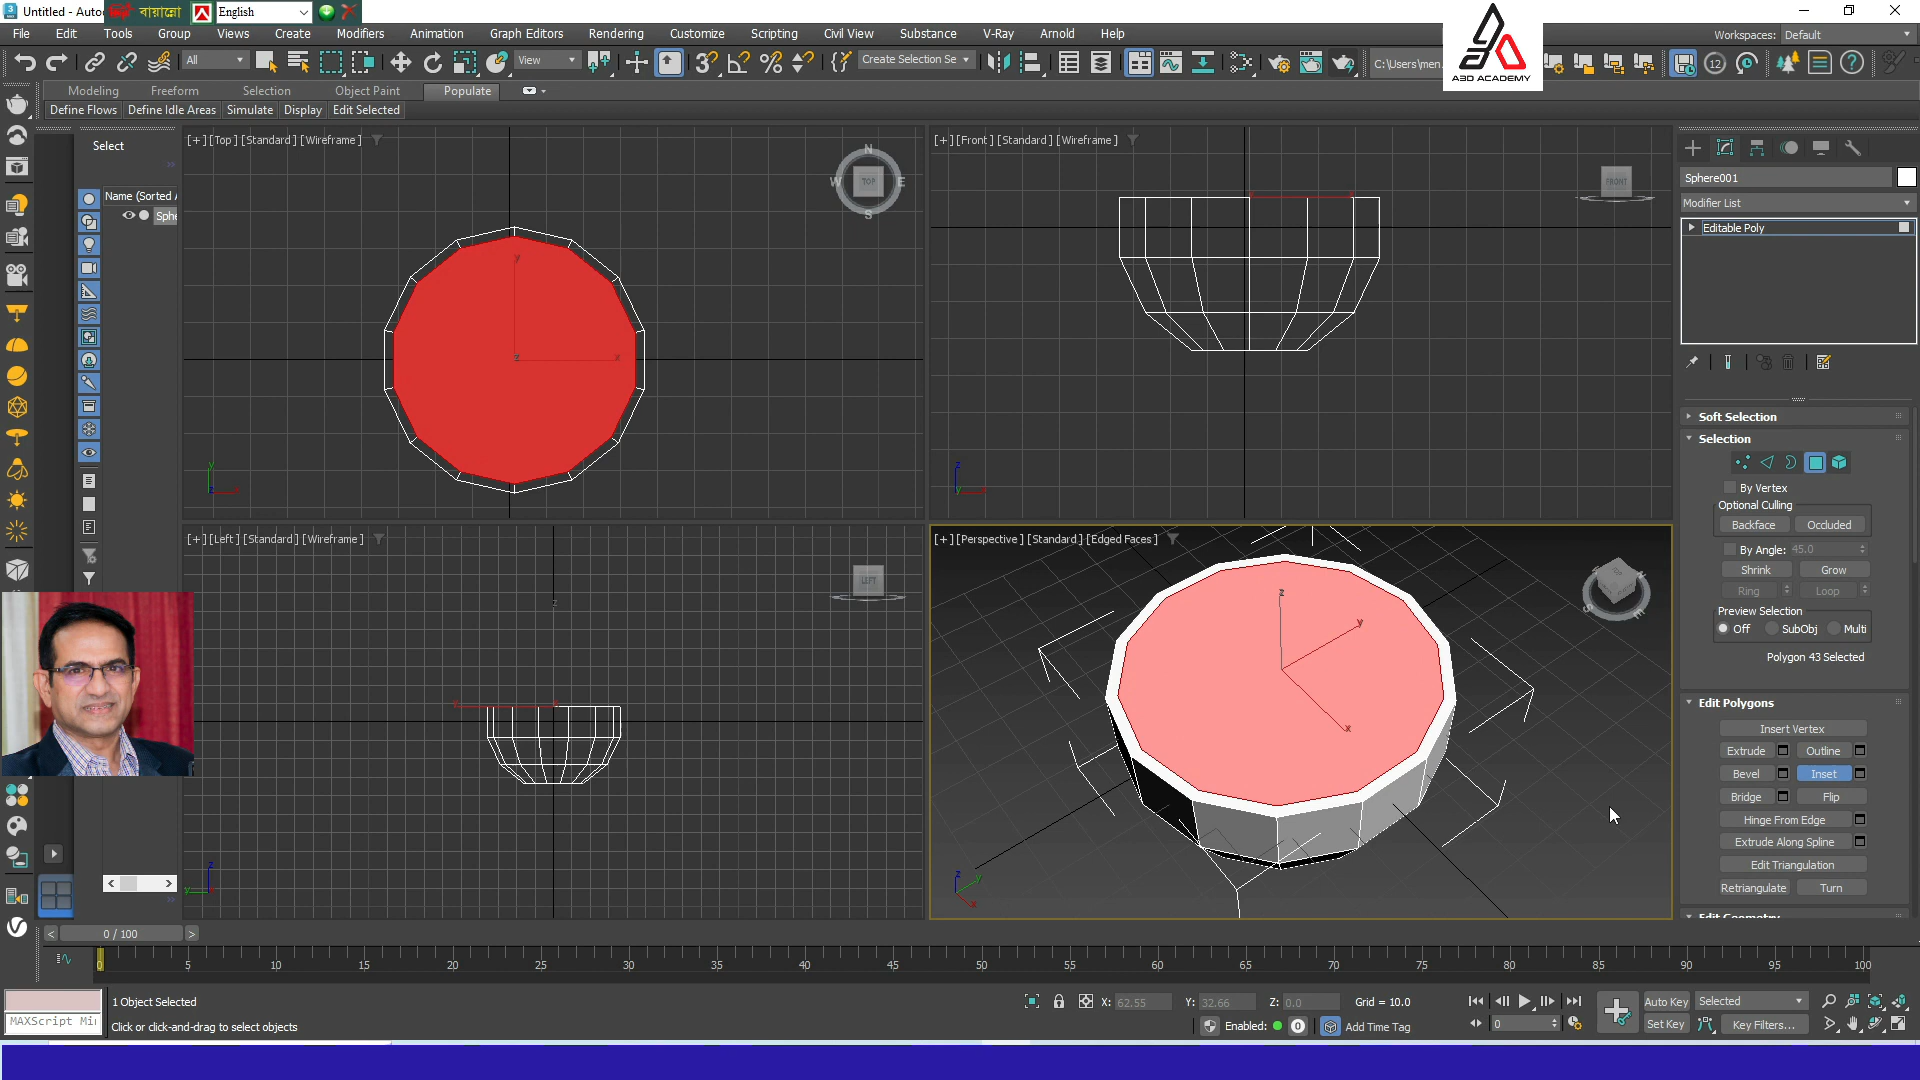 Untitled - Auto
বায়ান্নো
English
File Edit Tools Group Views Create Modifiers Animation Graph Editors Rendering Customize Scripting Civil View Substance V-Ray Arnold Help
Workspaces: Default
All
View
Create Selection Se
C:\Users\men
A3D ACADEMY
Modeling Freeform Selection Object Paint Populate
Define Flows Define Idle Areas Simulate Display Edit Selected
Select
Name (Sorted A
Sphe
[+] [Top] [Standard] [Wireframe]
N
W TOP E
S
y
z x
[+] [Front] [Standard] [Wireframe]
FRONT
[+] [Left] [Standard] [Wireframe]
LEFT
[+] [Perspective] [Standard] [Edged Faces]
z
y
x
Sphere001
Modifier List
Editable Poly
Soft Selection
Selection
By Vertex
Optional Culling
Backface Occluded
By Angle: 45.0
Shrink Grow
Ring Loop
Preview Selection
Off SubObj Multi
Polygon 43 Selected
Edit Polygons
Insert Vertex
Extrude Outline
Bevel Inset
Bridge Flip
Hinge From Edge
Extrude Along Spline
Edit Triangulation
Retriangulate Turn
Edit Geometry
< 0 / 100 >
0 5 10 15 20 25 30 35 40 45 50 55 60 65 70 75 80 85 90 95 100
1 Object Selected
X: 62.55 Y: 32.66 Z: 0.0 Grid = 10.0
Auto Key Selected
MAXScript Mi
Click or click-and-drag to select objects
Enabled: 0 Add Time Tag
0
Set Key Key Filters...